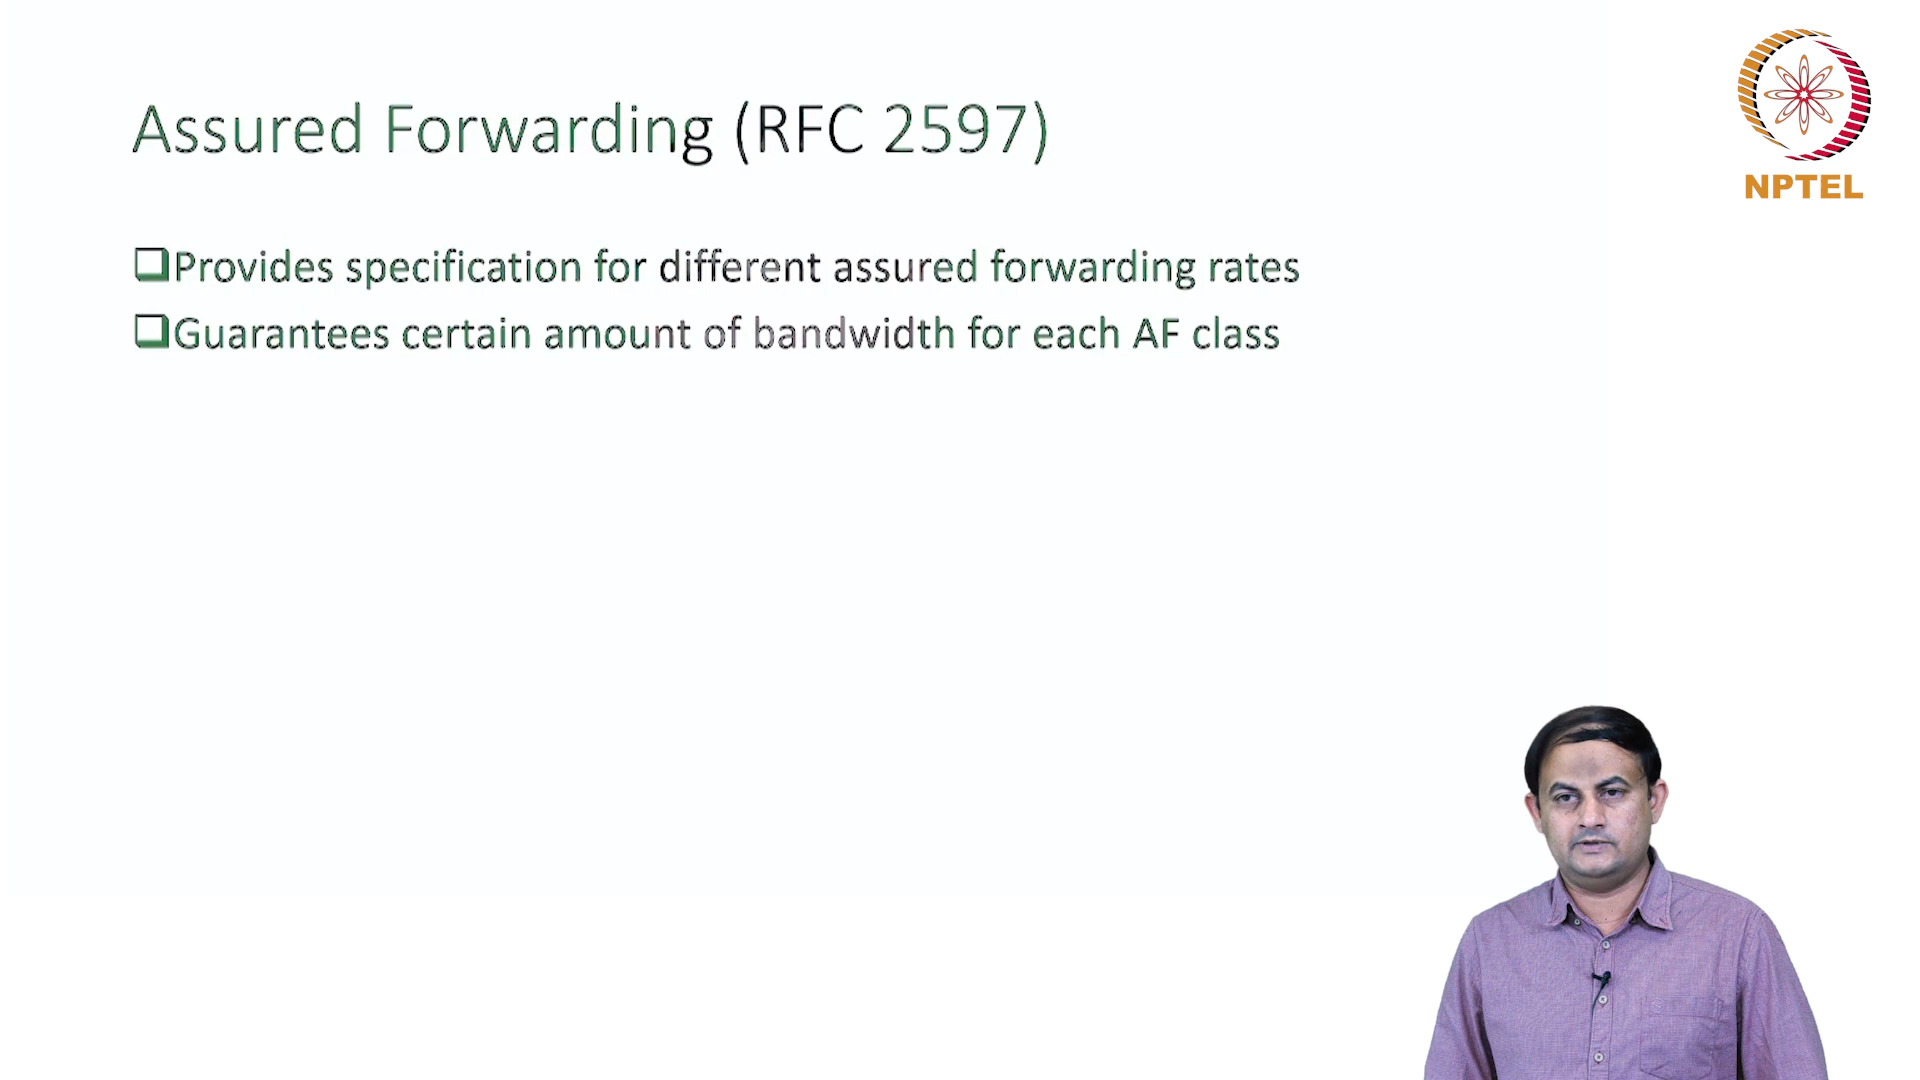 Assured Forwarding (RFC 2597)
NPTEL
Provides specification for different assured forwarding rates
Guarantees certain amount of bandwidth for each AF class